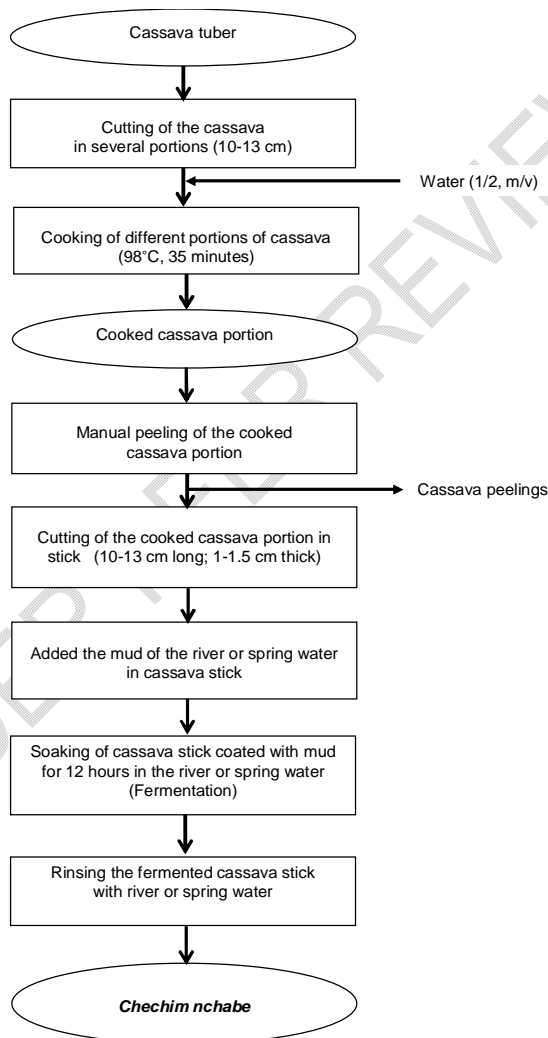 Cassava tuber
Cutting of the cassava
in several portions (10-13 cm)
Water (1/2, m/v)
Cooking of different portions of cassava
(98°C, 35 minutes)
Cooked cassava portion
Manual peeling of the cooked
cassava portion
Cassava peelings
Cutting of the cooked cassava portion in
stick (10-13 cm long; 1-1.5 cm thick)
Added the mud of the river or spring water
in cassava stick
Soaking of cassava stick coated with mud
for 12 hours in the river or spring water
(Fermentation)
Rinsing the fermented cassava stick
with river or spring water
Chechim nchabe